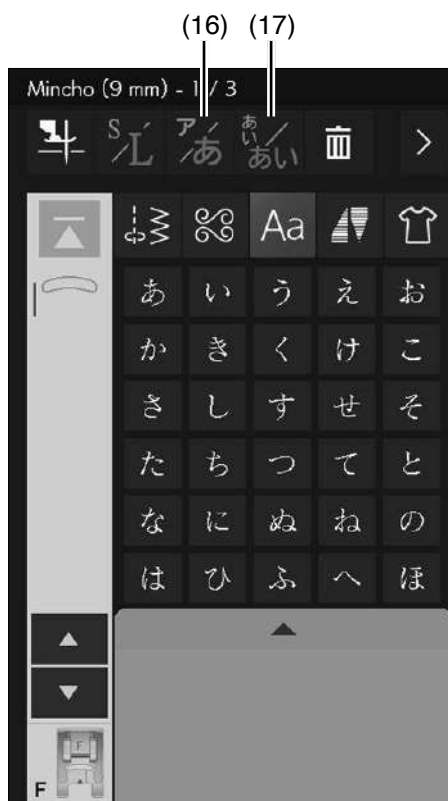 (16) (17)
Mincho (9 mm) - 1 / 3
S/L ア/あ あい/あい >
Aa
あ い う え お
か き く け こ
さ し す せ そ
た ち つ て と
な に ぬ ね の
は ひ ふ へ ほ
F
F